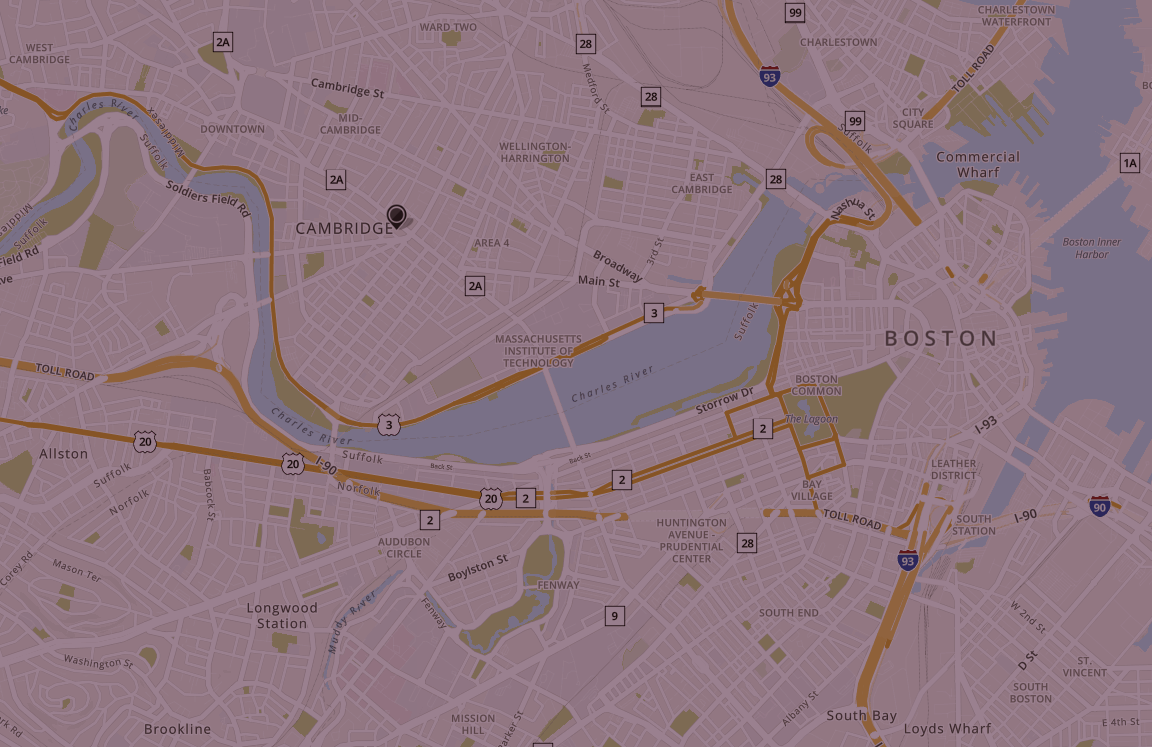 99
CHARLESTOWN
WATERFRONT
WARD TWO
2A
28
CHARLESTOWN
WEST
CAMBRIDGE
93
TOLL ROAD
Cambridge St
Medford St
28
Charles River
Middlesex
Suffolk
DOWNTOWN
MID-
CAMBRIDGE
99
Suffolk
CITY
SQUARE
WELLINGTON-
HARRINGTON
Commercial
Wharf
1A
2A
EAST
CAMBRIDGE
28
Soldiers Field Rd
Nashua St
Middlesex
Suffolk
Field Rd
CAMBRIDGE
AREA 4
3rd St
Boston Inner
Harbor
Broadway
Main St
2A
3
Suffolk
BOSTON
MASSACHUSETTS
INSTITUTE OF
TECHNOLOGY
TOLL ROAD
Charles River
BOSTON
COMMON
Storrow Dr
The Lagoon
3
2
Charles River
I-93
20
Allston
Suffolk
20
I-90
Suffolk
Back St
Back St
LEATHER
DISTRICT
Suffolk
Norfolk
Babcock St
Norfolk
20
2
2
BAY
VILLAGE
90
2
TOLL ROAD
SOUTH
STATION
I-90
HUNTINGTON
AVENUE -
PRUDENTIAL
CENTER
28
AUDUBON
CIRCLE
93
Corey Rd
Mason Ter
Boylston St
FENWAY
Longwood
Station
Muddy River
Fenway
9
SOUTH END
W 2nd St
Washington St
D St
ST.
VINCENT
SOUTH
BOSTON
Albany St
South Bay
Loyds Wharf
E 4th St
Brookline
MISSION
HILL